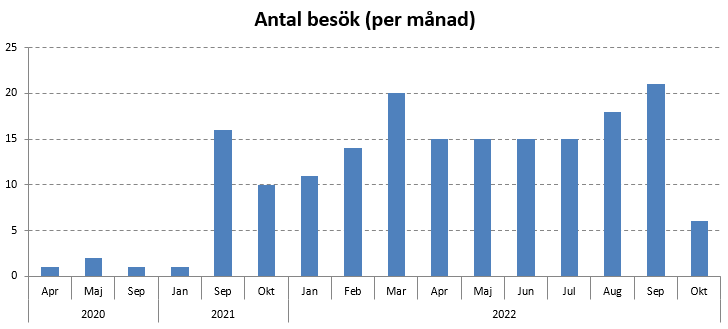 Antal besök (per månad)
25
20
15
10
5
0
Apr Maj Sep Jan Sep Okt Jan Feb Mar Apr Maj Jun Jul Aug Sep Okt
2020 2021 2022